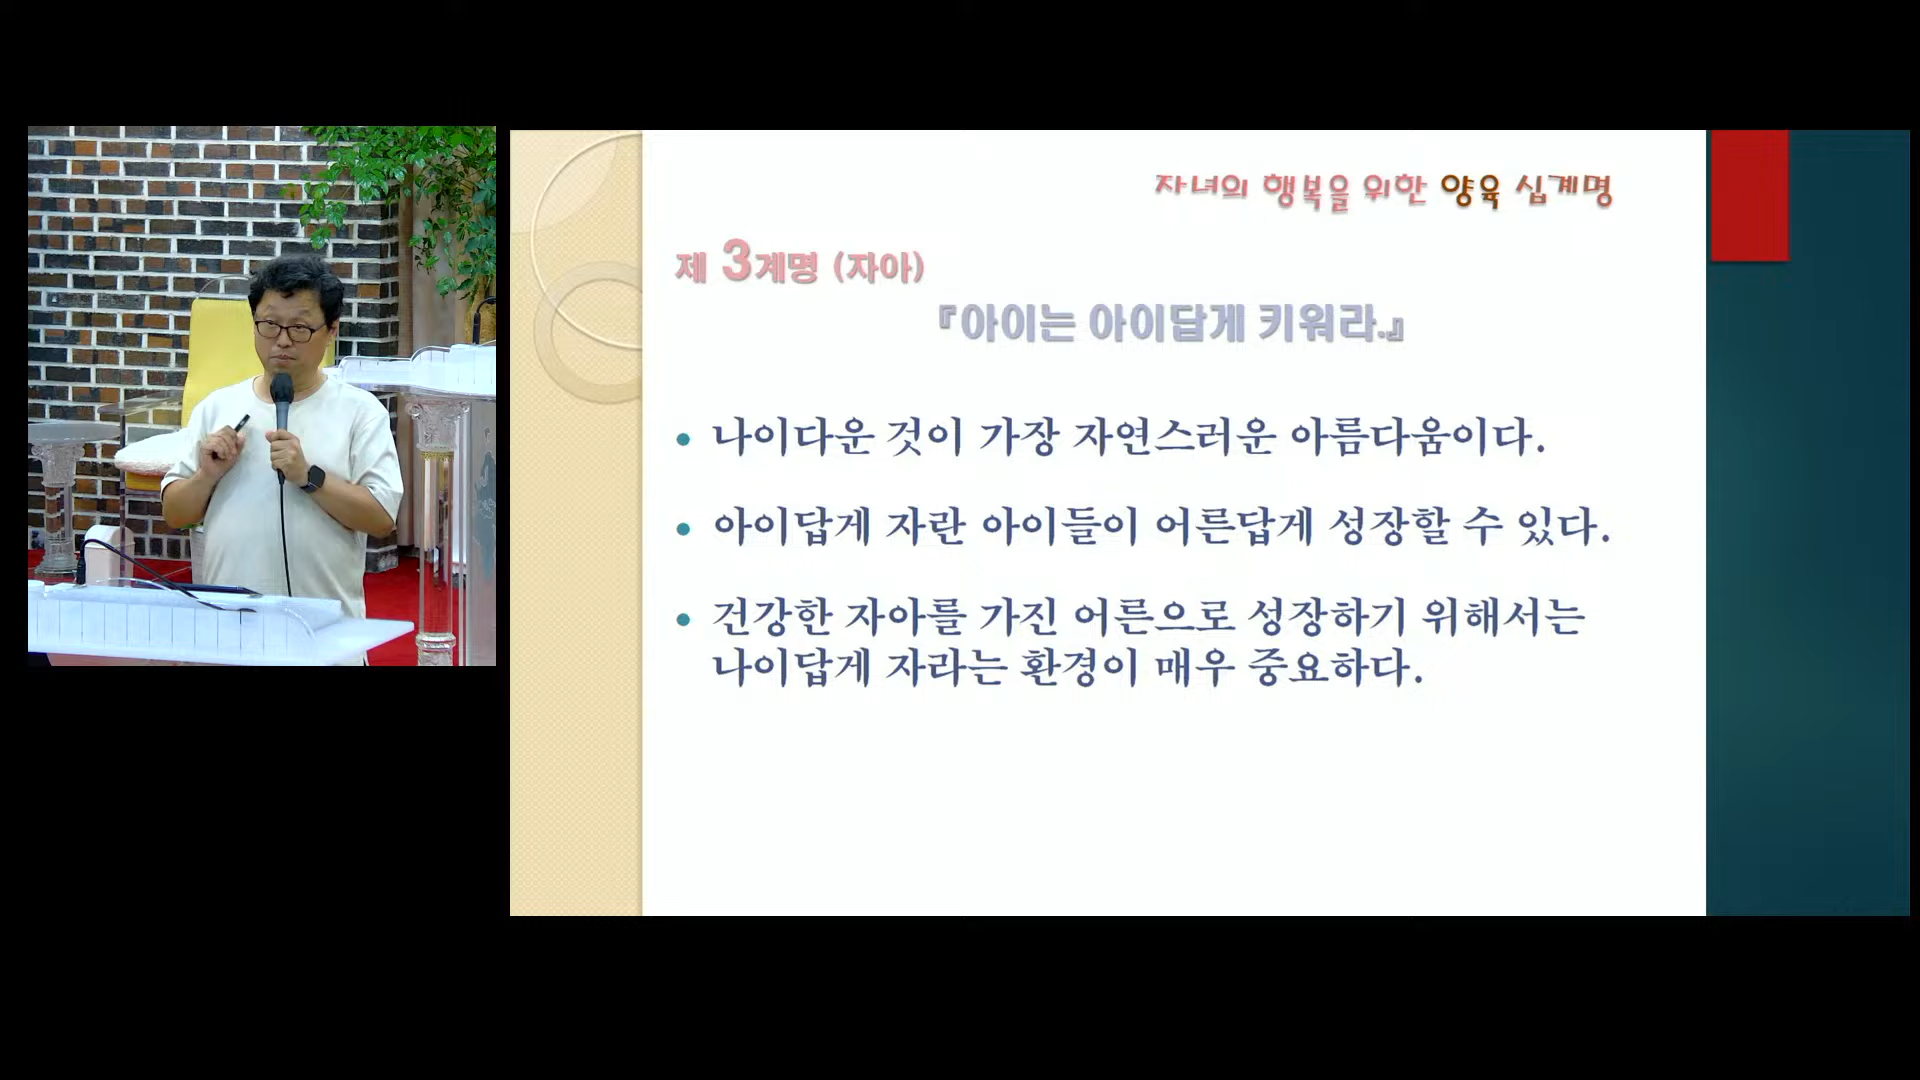 자녀의 행복을 위한 양육 십계명
제 3계명 (자아)
『아이는 아이답게 키워라.』
• 나이다운 것이 가장 자연스러운 아름다움이다.
• 아이답게 자란 아이들이 어른답게 성장할 수 있다.
• 건강한 자아를 가진 어른으로 성장하기 위해서는
나이답게 자라는 환경이 매우 중요하다.